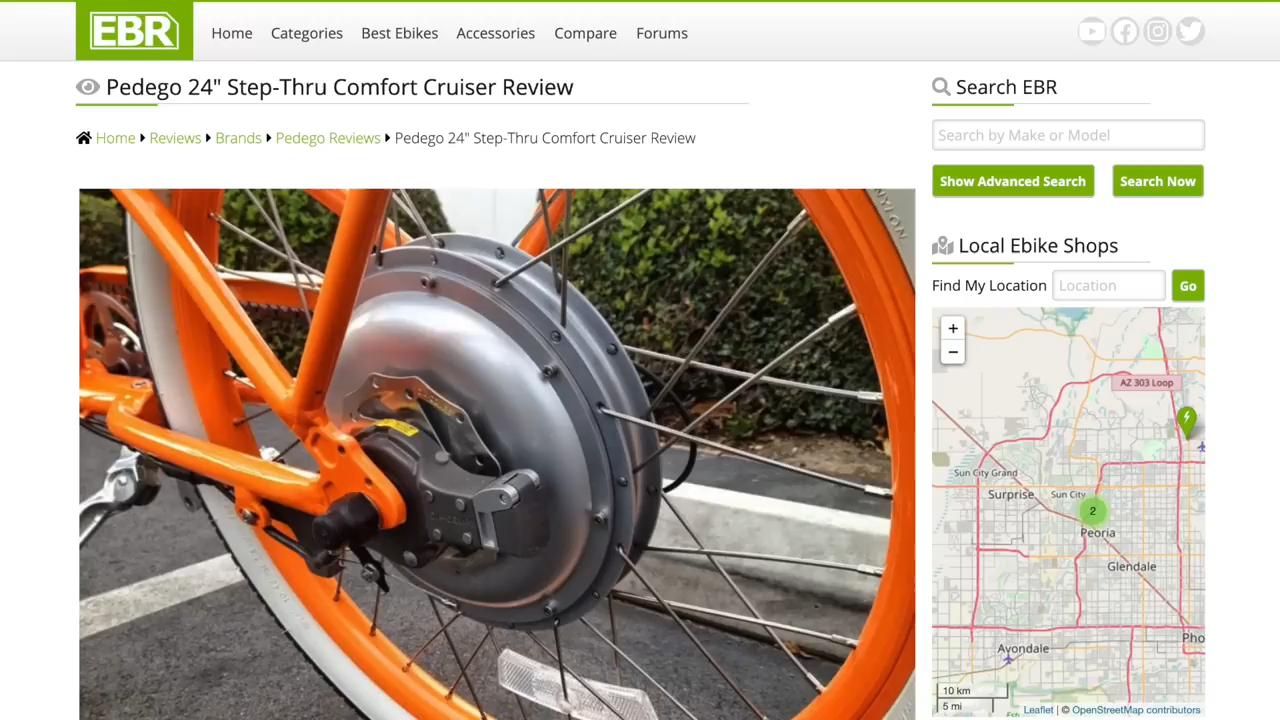 EBR
Home Categories Best Ebikes Accessories Compare Forums
Pedego 24" Step-Thru Comfort Cruiser Review
Home Reviews Brands Pedego Reviews Pedego 24" Step-Thru Comfort Cruiser Review
Search EBR
Search by Make or Model
Show Advanced Search Search Now
Local Ebike Shops
Find My Location Location Go
+
−
AZ 303 Loop
Sun City Grand
Surprise
Sun City
2
Peoria
Glendale
Avondale
Pho
10 km
5 mi
Leaflet | © OpenStreetMap contributors
NYLON